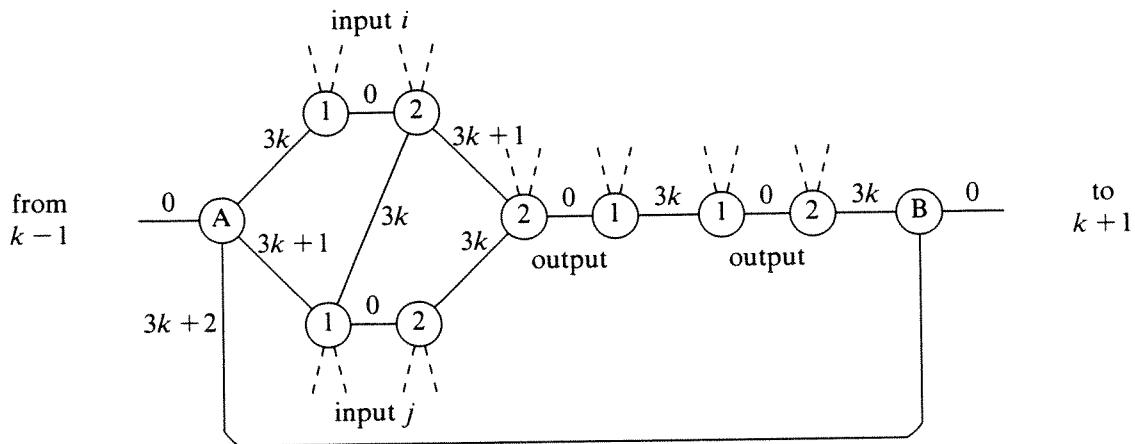 input i
1 0 2
3k 3k + 1
from
k − 1
0 A 3k 2 0 1 3k 1 0 2 3k B 0
to
k + 1
3k + 1 3k output output
3k + 2 1 0 2
input j